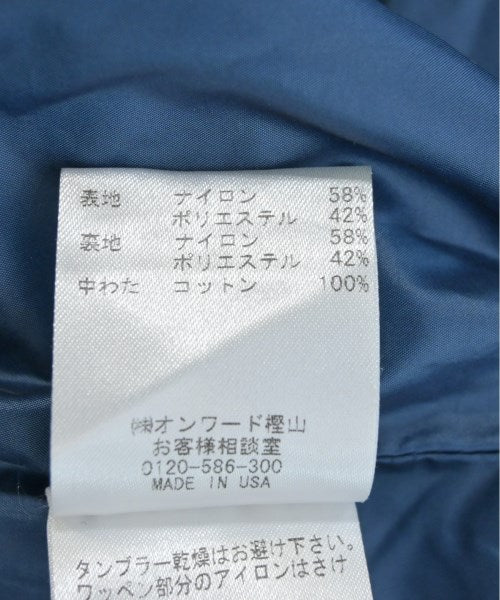 表地 ナイロン 58%
ポリエステル 42%
裏地 ナイロン 58%
ポリエステル 42%
中わた コットン 100%
㈱オンワード樫山
お客様相談室
0120-586-300
MADE IN USA
タンブラー乾燥はお避け下さい。
ワッペン部分のアイロンはさけ